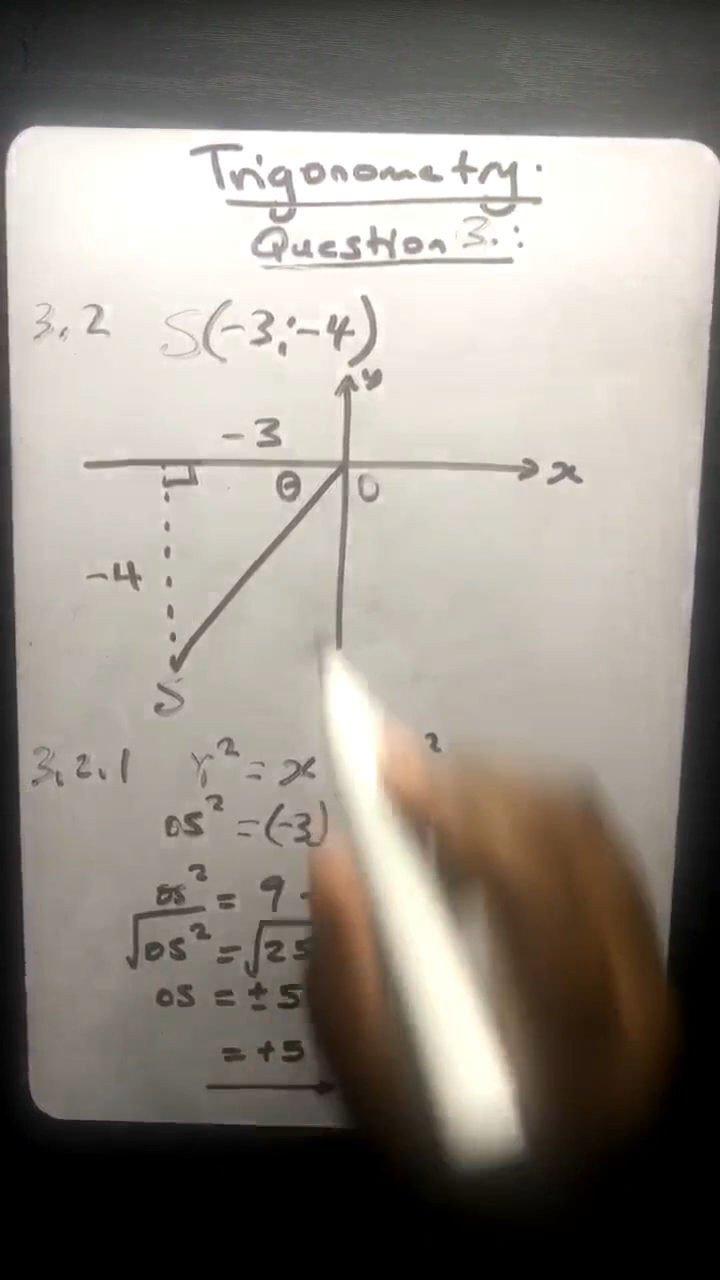 Trigonometry.
Question 3.:
3.2 S(-3;-4)
y
-3
θ O x
-4
S
3.2.1 r² = x ²
OS² = (-3)
OS² = 9
√OS² = √25
OS = ±5
= +5